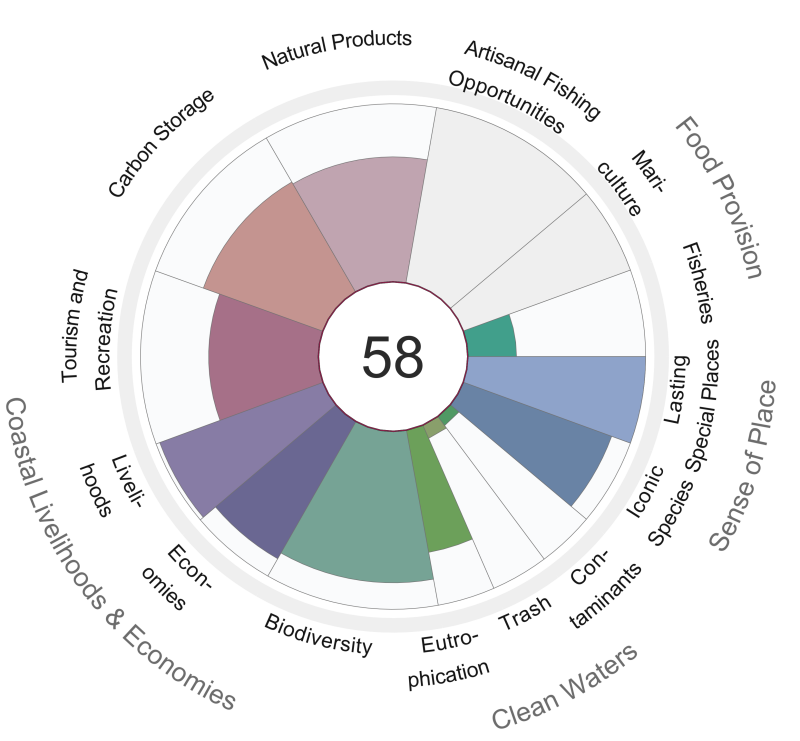 Natural Products
Artisanal Fishing
Opportunities
Mari-
culture
Food Provision
Fisheries
Lasting
Special Places
Sense of Place
Iconic
Species
Con-
taminants
Trash
Clean Waters
Eutro-
phication
Biodiversity
Econ-
omies
Liveli-
hoods
Coastal Livelihoods & Economies
Tourism and
Recreation
Carbon Storage
58